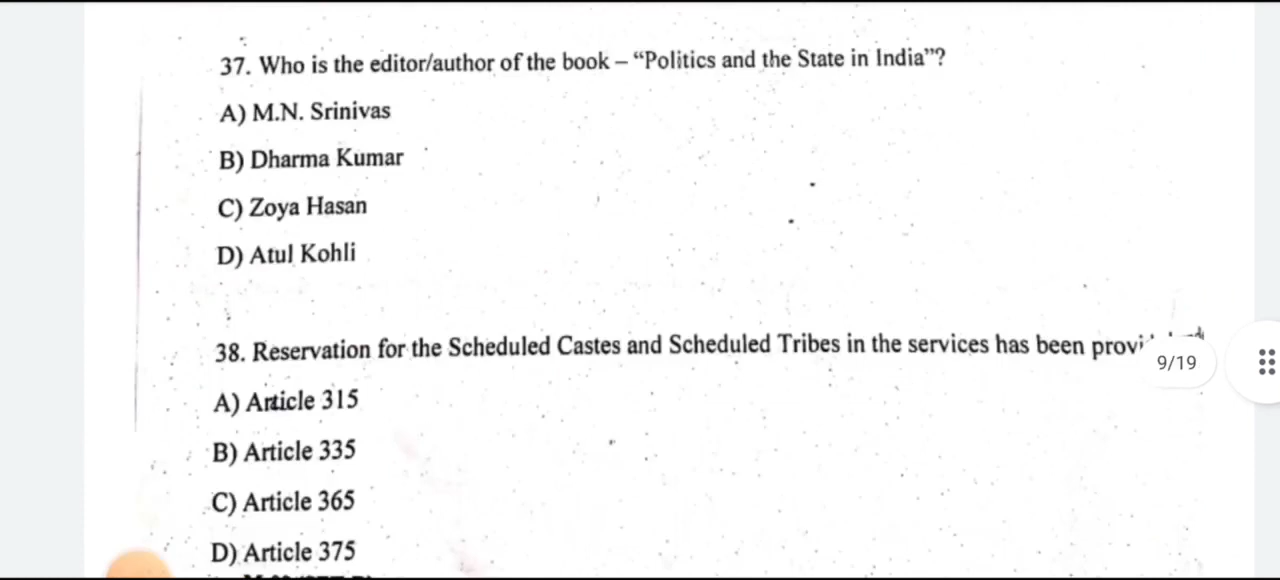 37. Who is the editor/author of the book – “Politics and the State in India”?
A) M.N. Srinivas
B) Dharma Kumar
C) Zoya Hasan
D) Atul Kohli
38. Reservation for the Scheduled Castes and Scheduled Tribes in the services has been
9/19
A) Article 315
B) Article 335
C) Article 365
D) Article 375